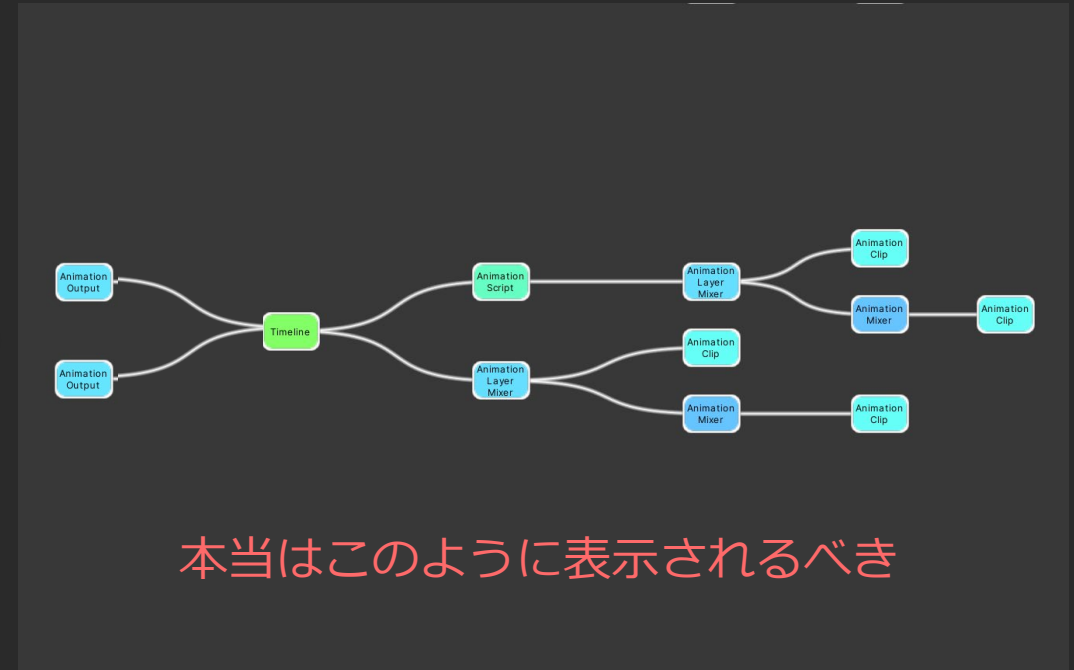 Animation
Clip
Animation
Output
Animation
Script
Animation
Layer
Mixer
Animation
Mixer
Animation
Clip
Timeline
Animation
Clip
Animation
Output
Animation
Layer
Mixer
Animation
Mixer
Animation
Clip
本当はこのように表示されるべき